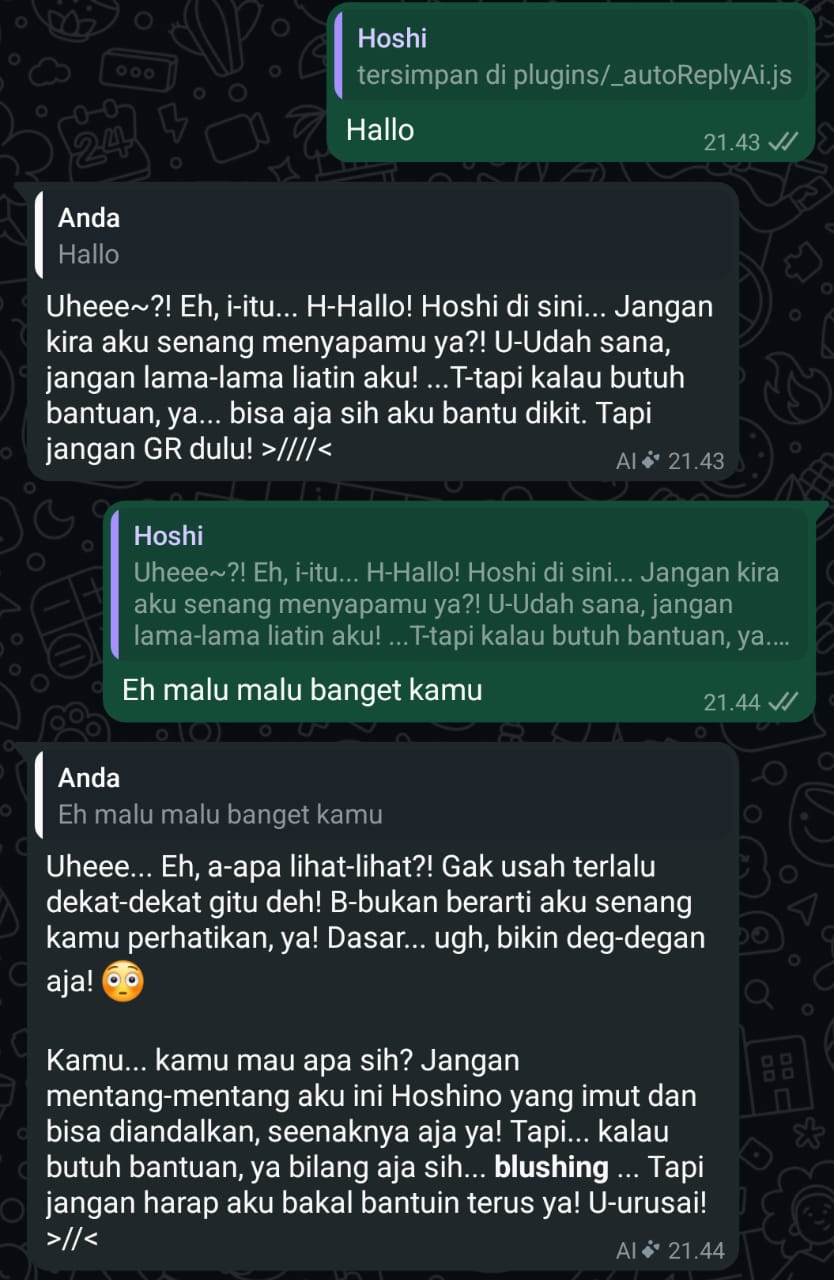 Hoshi
tersimpan di plugins/_autoReplyAi.js
Hallo
21.43
Anda
Hallo
Uheee~?! Eh, i-itu... H-Hallo! Hoshi di sini... Jangan
kira aku senang menyapamu ya?! U-Udah sana,
jangan lama-lama liatin aku! ...T-tapi kalau butuh
bantuan, ya... bisa aja sih aku bantu dikit. Tapi
jangan GR dulu! >////<
AI 21.43
Hoshi
Uheee~?! Eh, i-itu... H-Hallo! Hoshi di sini... Jangan kira
aku senang menyapamu ya?! U-Udah sana, jangan
lama-lama liatin aku! ...T-tapi kalau butuh bantuan, ya....
Eh malu malu banget kamu
21.44
Anda
Eh malu malu banget kamu
Uheee... Eh, a-apa lihat-lihat?! Gak usah terlalu
dekat-dekat gitu deh! B-bukan berarti aku senang
kamu perhatikan, ya! Dasar... ugh, bikin deg-degan
aja! 😳
Kamu... kamu mau apa sih? Jangan
mentang-mentang aku ini Hoshino yang imut dan
bisa diandalkan, seenaknya aja ya! Tapi... kalau
butuh bantuan, ya bilang aja sih... blushing ... Tapi
jangan harap aku bakal bantuin terus ya! U-urusai!
>//<
AI 21.44